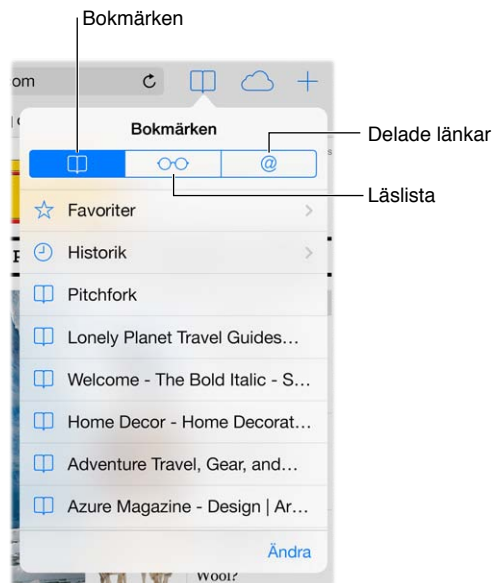 Bokmärken
om
Bokmärken
@
Delade länkar
Läslista
Favoriter
Historik
Pitchfork
Lonely Planet Travel Guides…
Welcome - The Bold Italic - S…
Home Decor - Home Decorat…
Adventure Travel, Gear, and…
Azure Magazine - Design | Ar…
Ändra
Wool?